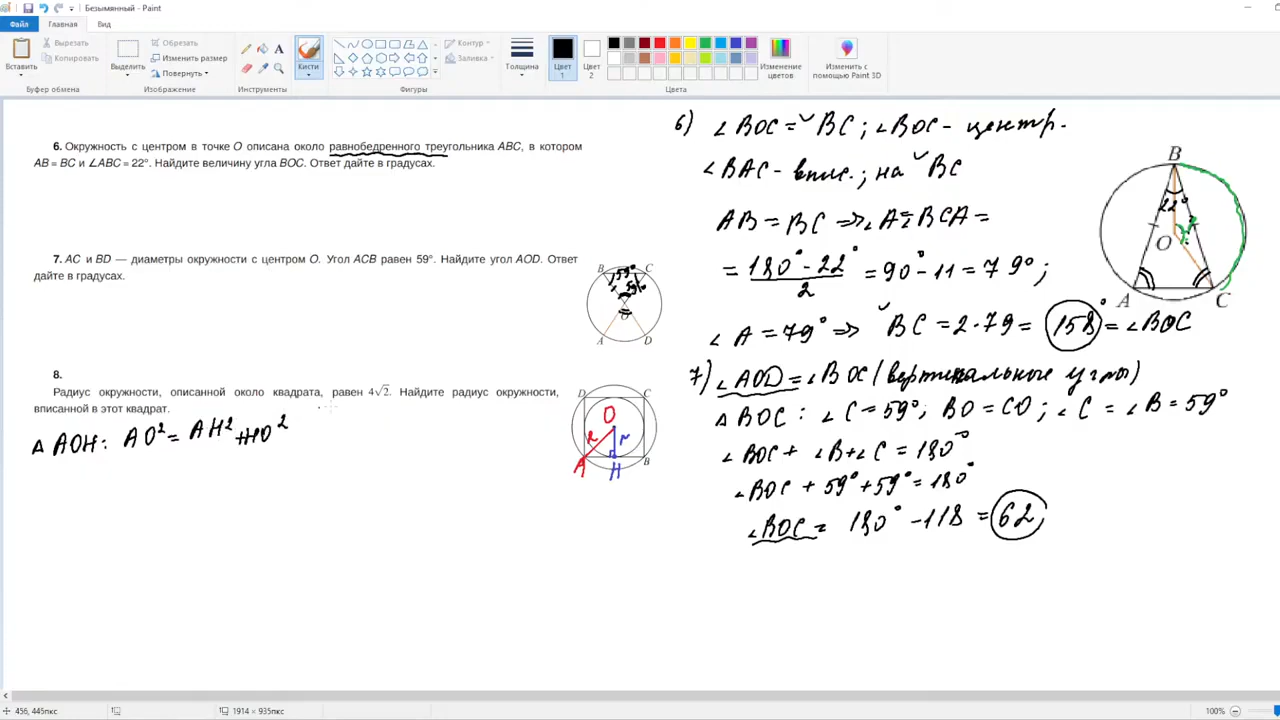 Безымянный - Paint
Файл Главная Вид
Вставить
Вырезать
Копировать
Буфер обмена
Выделить
Обрезать
Изменить размер
Повернуть
Изображение
Инструменты
Кисти
Контур
Заливка
Фигуры
Толщина
Цвет 1
Цвет 2
Цвета
Изменение цветов
Изменить с помощью Paint 3D
6. Окружность с центром в точке O описана около равнобедренного треугольника ABC, в котором
AB = BC и ∠ABC = 22°. Найдите величину угла BOC. Ответ дайте в градусах.
7. AC и BD — диаметры окружности с центром O. Угол ACB равен 59°. Найдите угол AOD. Ответ
дайте в градусах.
B C
59°
59°
O
A D
8.
Радиус окружности, описанной около квадрата, равен 4√2. Найдите радиус окружности,
вписанной в этот квадрат.
D C
O
R r
A H B
△ AOH: AO² = AH² + HO²
6) ∠BOC = ◡BC; ∠BOC - центр.
∠BAC - впис.; на ◡BC
AB = BC ⇒ ∠A = ∠BCA =
= (180° - 22°)/2 = 90° - 11 = 79°;
∠A = 79° ⇒ ◡BC = 2·79 = 158° = ∠BOC
B
22°
O
?
A C
7) ∠AOD = ∠BOC (вертикальные углы)
△ BOC: ∠C = 59°; BO = CO; ∠C = ∠B = 59°
∠BOC + ∠B + ∠C = 180°
∠BOC + 59° + 59° = 180°
∠BOC = 180° - 118 = 62;
456, 445пкс
1914 × 935пкс
100%